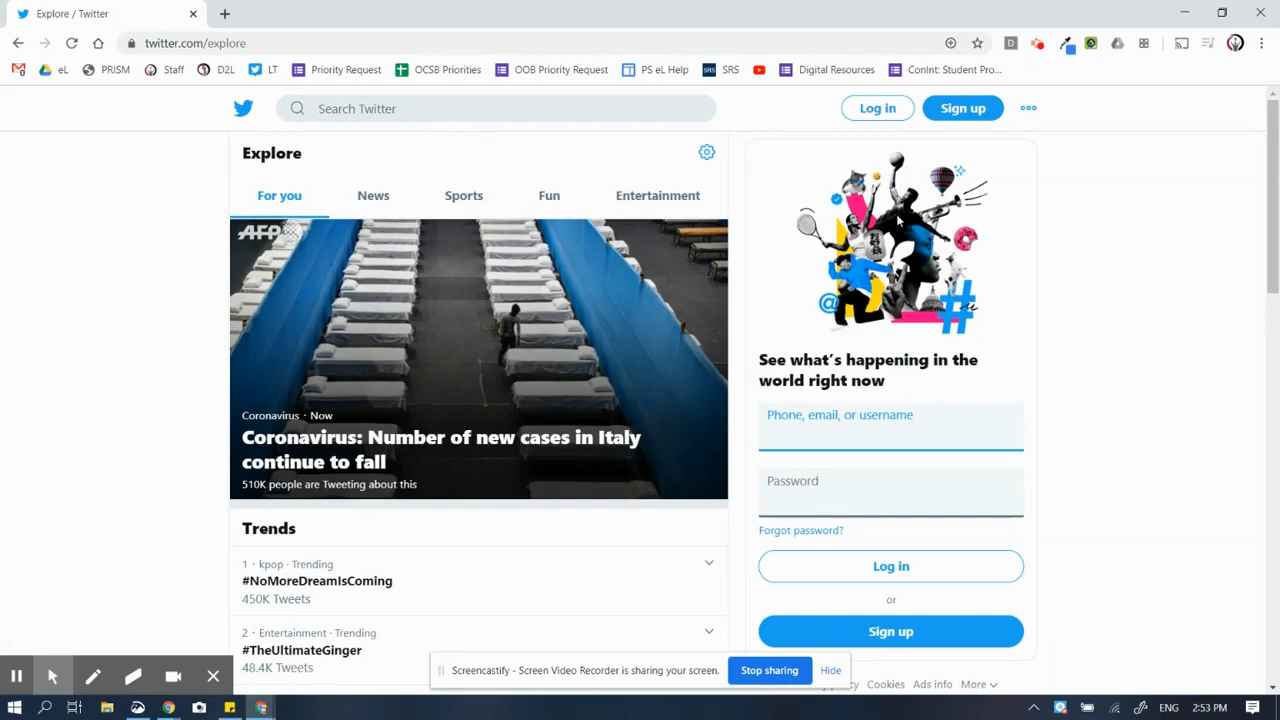 Explore / Twitter
twitter.com/explore
eL
PRISM
Staff
D2L
LT
Priority Request
OCSB Priorities
OOB Priority Request
PS eL Help
SRS
SRS
Digital Resources
ConInt: Student Pro...
Search Twitter
Log in
Sign up
Explore
For you
News
Sports
Fun
Entertainment
AFP
Coronavirus · Now
Coronavirus: Number of new cases in Italy
continue to fall
510K people are Tweeting about this
Trends
1 · kpop · Trending
#NoMoreDreamIsComing
450K Tweets
2 · Entertainment · Trending
#TheUltimateGinger
48.4K Tweets
@
#
See what's happening in the
world right now
Phone, email, or username
Password
Forgot password?
Log in
or
Sign up
Cookies
Ads info
More
Screencastify - Screen Video Recorder is sharing your screen.
Stop sharing
Hide
ENG
2:53 PM